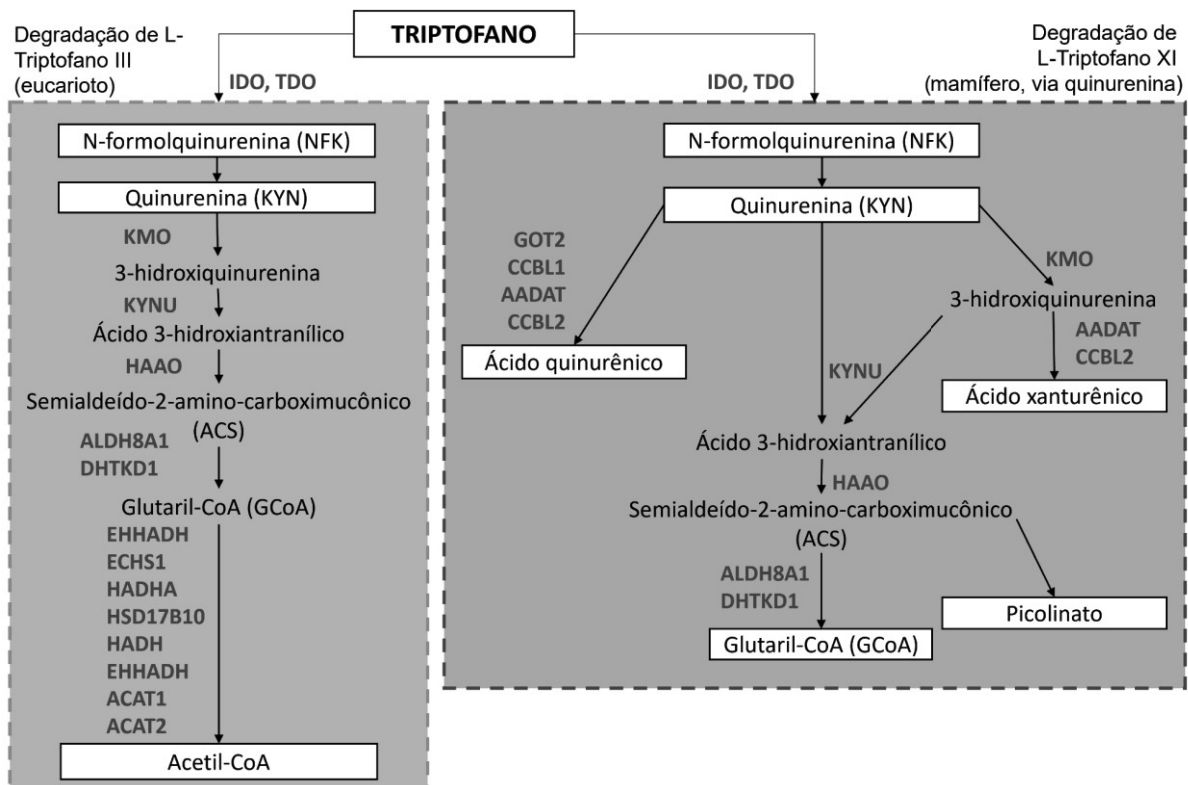 TRIPTOFANO
Degradação de L-
Triptofano III
(eucarioto)
IDO, TDO
N-formolquinurenina (NFK)
Quinurenina (KYN)
KMO
3-hidroxiquinurenina
KYNU
Ácido 3-hidroxiantranílico
HAAO
Semialdeído-2-amino-carboximucônico
(ACS)
ALDH8A1
DHTKD1
Glutaril-CoA (GCoA)
EHHADH
ECHS1
HADHA
HSD17B10
HADH
EHHADH
ACAT1
ACAT2
Acetil-CoA
Degradação de
L-Triptofano XI
(mamífero, via quinurenina)
IDO, TDO
N-formolquinurenina (NFK)
Quinurenina (KYN)
GOT2
CCBL1
AADAT
CCBL2
Ácido quinurênico
KMO
3-hidroxiquinurenina
AADAT
CCBL2
Ácido xanturênico
KYNU
Ácido 3-hidroxiantranílico
HAAO
Semialdeído-2-amino-carboximucônico
(ACS)
ALDH8A1
DHTKD1
Picolinato
Glutaril-CoA (GCoA)